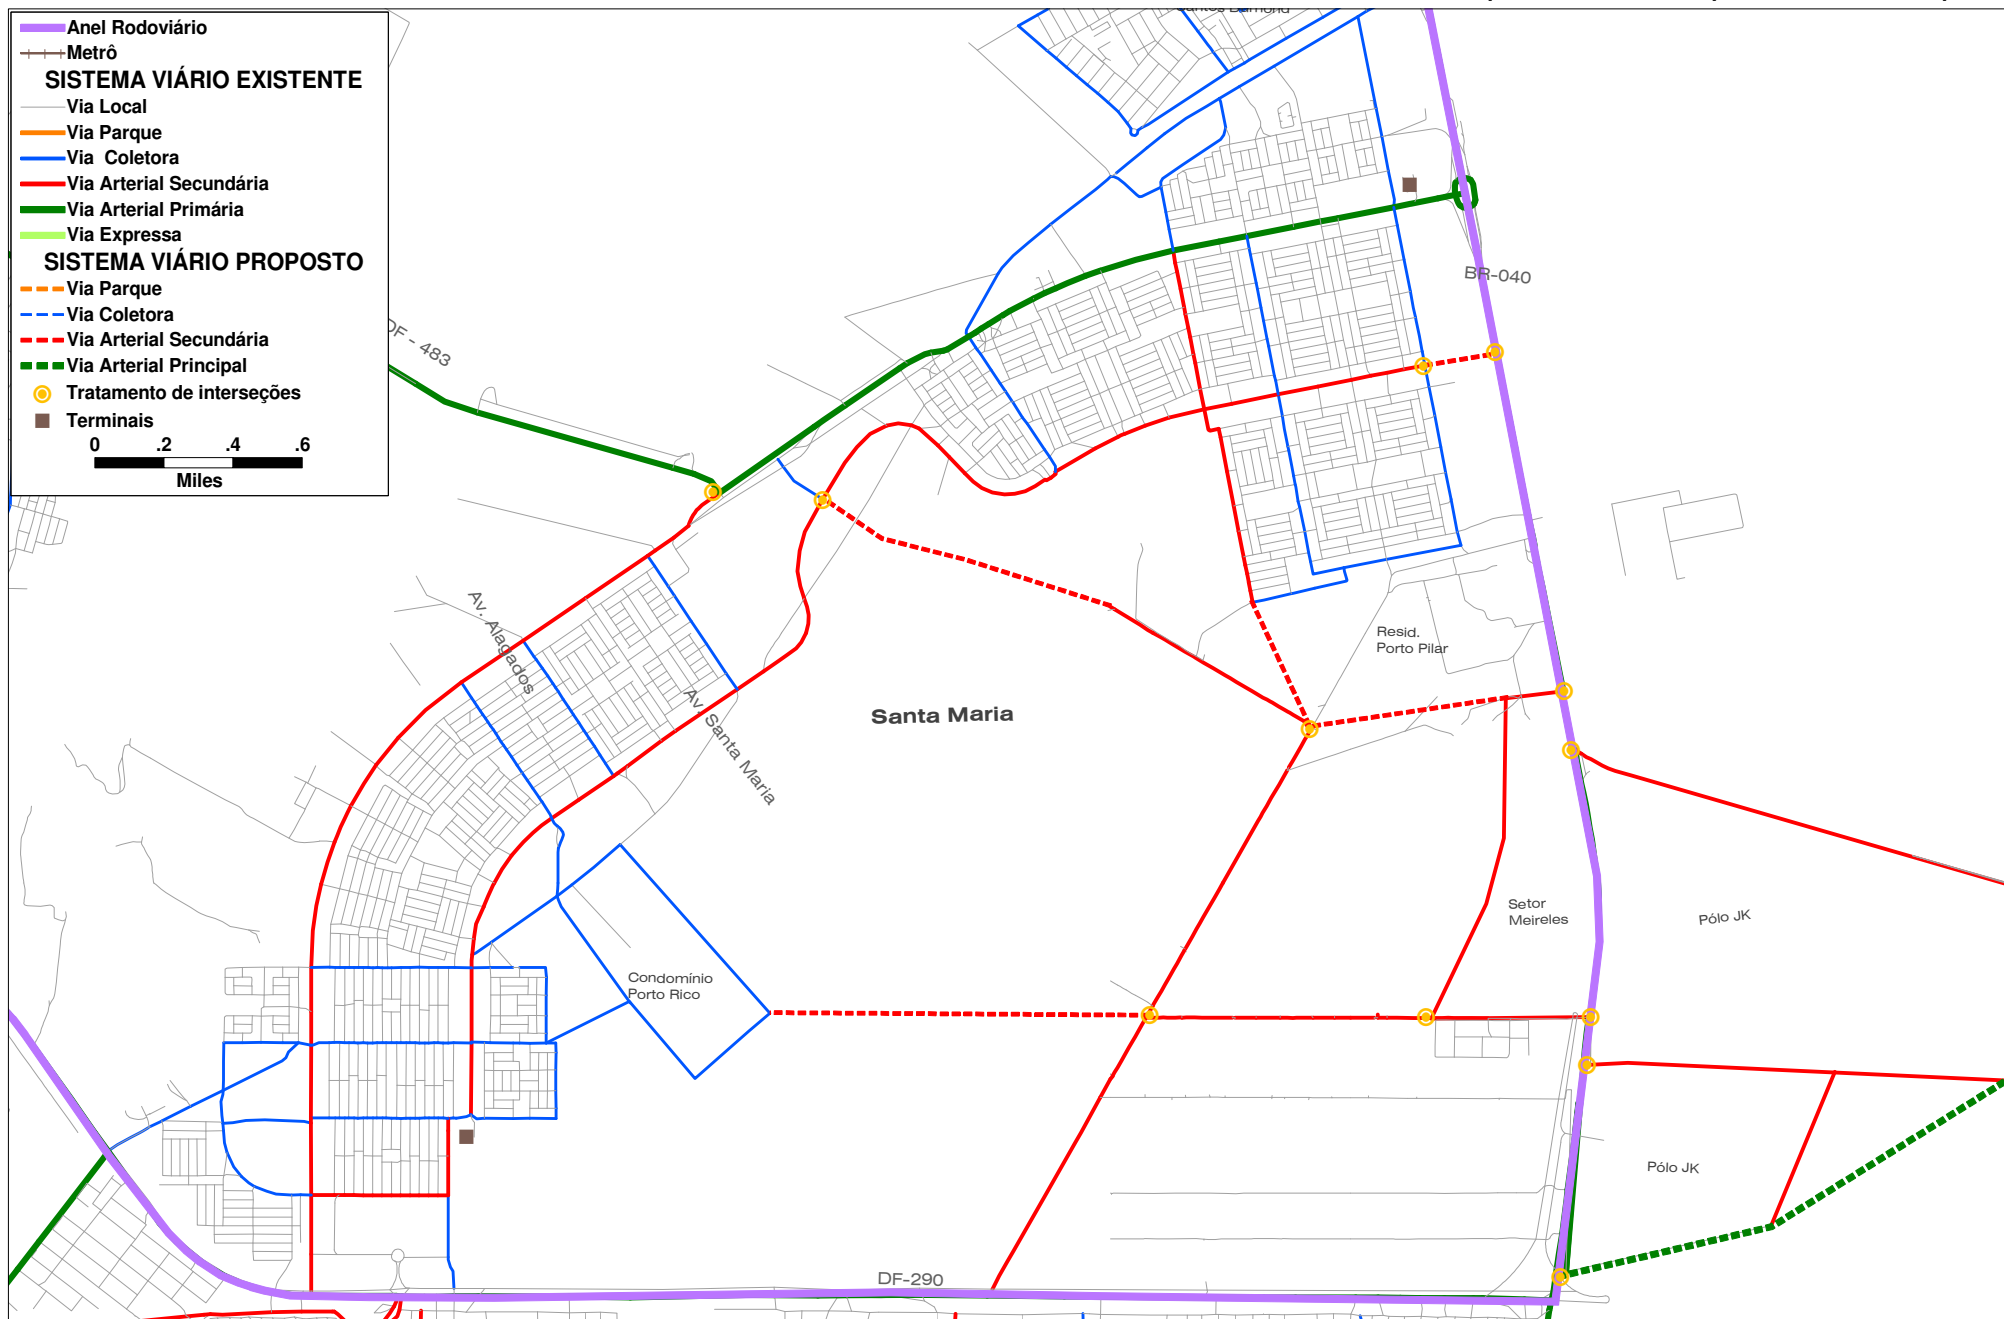 Santos Dumond
Anel Rodoviário
Metrô
SISTEMA VIÁRIO EXISTENTE
Via Local
Via Parque
Via Coletora
Via Arterial Secundária
Via Arterial Primária
Via Expressa
SISTEMA VIÁRIO PROPOSTO
Via Parque
Via Coletora
Via Arterial Secundária
Via Arterial Principal
Tratamento de interseções
Terminais
0 .2 .4 .6
Miles
DF - 483
BR-040
Av. Alagados
Av. Santa Maria
Resid.
Porto Pilar
Santa Maria
Setor
Meireles
Pólo JK
Condomínio
Porto Rico
Pólo JK
DF-290